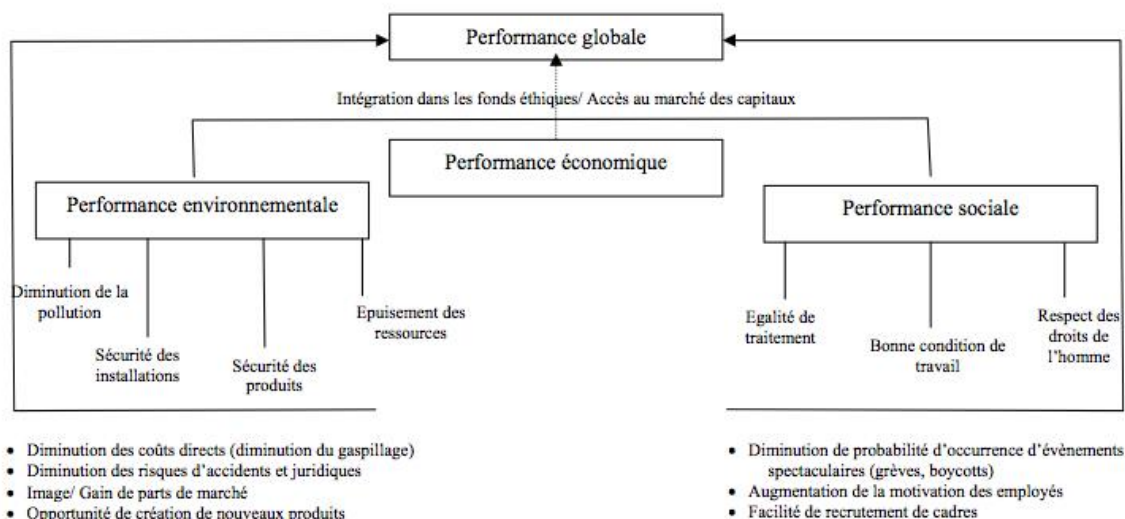 Performance globale
Intégration dans les fonds éthiques/ Accès au marché des capitaux
Performance économique
Performance environnementale
Performance sociale
Diminution de la
pollution
Sécurité des
installations
Sécurité des
produits
Epuisement des
ressources
Egalité de
traitement
Bonne condition de
travail
Respect des
droits de
l'homme
• Diminution des coûts directs (diminution du gaspillage)
• Diminution des risques d'accidents et juridiques
• Image/ Gain de parts de marché
• Opportunité de création de nouveaux produits
• Diminution de probabilité d'occurrence d'évènements
spectaculaires (grèves, boycotts)
• Augmentation de la motivation des employés
• Facilité de recrutement de cadres